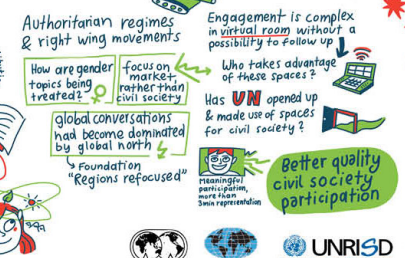 Authoritarian regimes
& right wing movements
How are gender
topics being
treated?
focus on
market
rather than
civil society
global conversations
had become dominated
by global north
Foundation
"Regions refocused"
Engagement is complex
in virtual room without a
possibility to follow up
Who takes advantage
of these spaces?
Has UN opened up
& made use of spaces
for civil society?
Meaningful
participation,
more than
3min representation
Better quality
civil society
participation
UNRISD